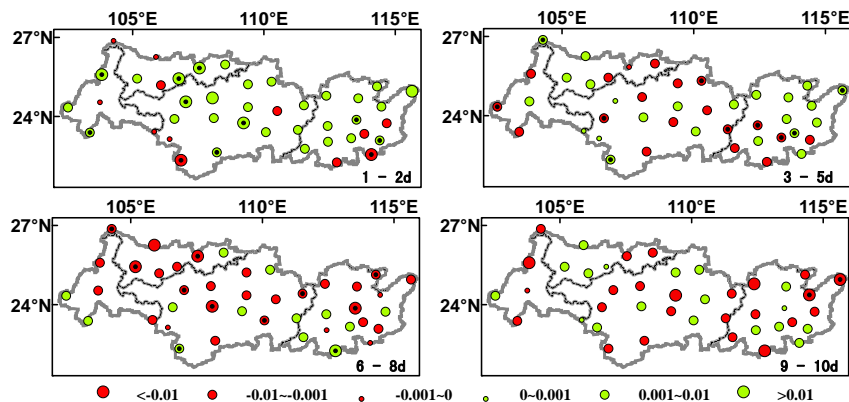 105°E 110°E 115°E 105°E 110°E 115°E
27°N 27°N
24°N 24°N
1 - 2d 3 - 5d
105°E 110°E 115°E 105°E 110°E 115°E
27°N 27°N
24°N 24°N
6 - 8d 9 - 10d
<-0.01 -0.01~-0.001 -0.001~0 0~0.001 0.001~0.01 >0.01